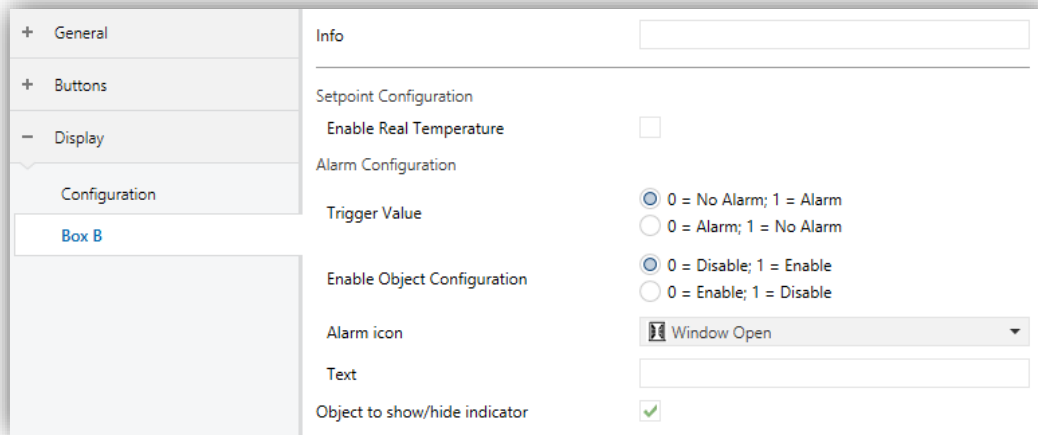 + General
+ Buttons
− Display
Configuration
Box B
Info
Setpoint Configuration
Enable Real Temperature
Alarm Configuration
Trigger Value
0 = No Alarm; 1 = Alarm
0 = Alarm; 1 = No Alarm
Enable Object Configuration
0 = Disable; 1 = Enable
0 = Enable; 1 = Disable
Alarm icon
Window Open
Text
Object to show/hide indicator